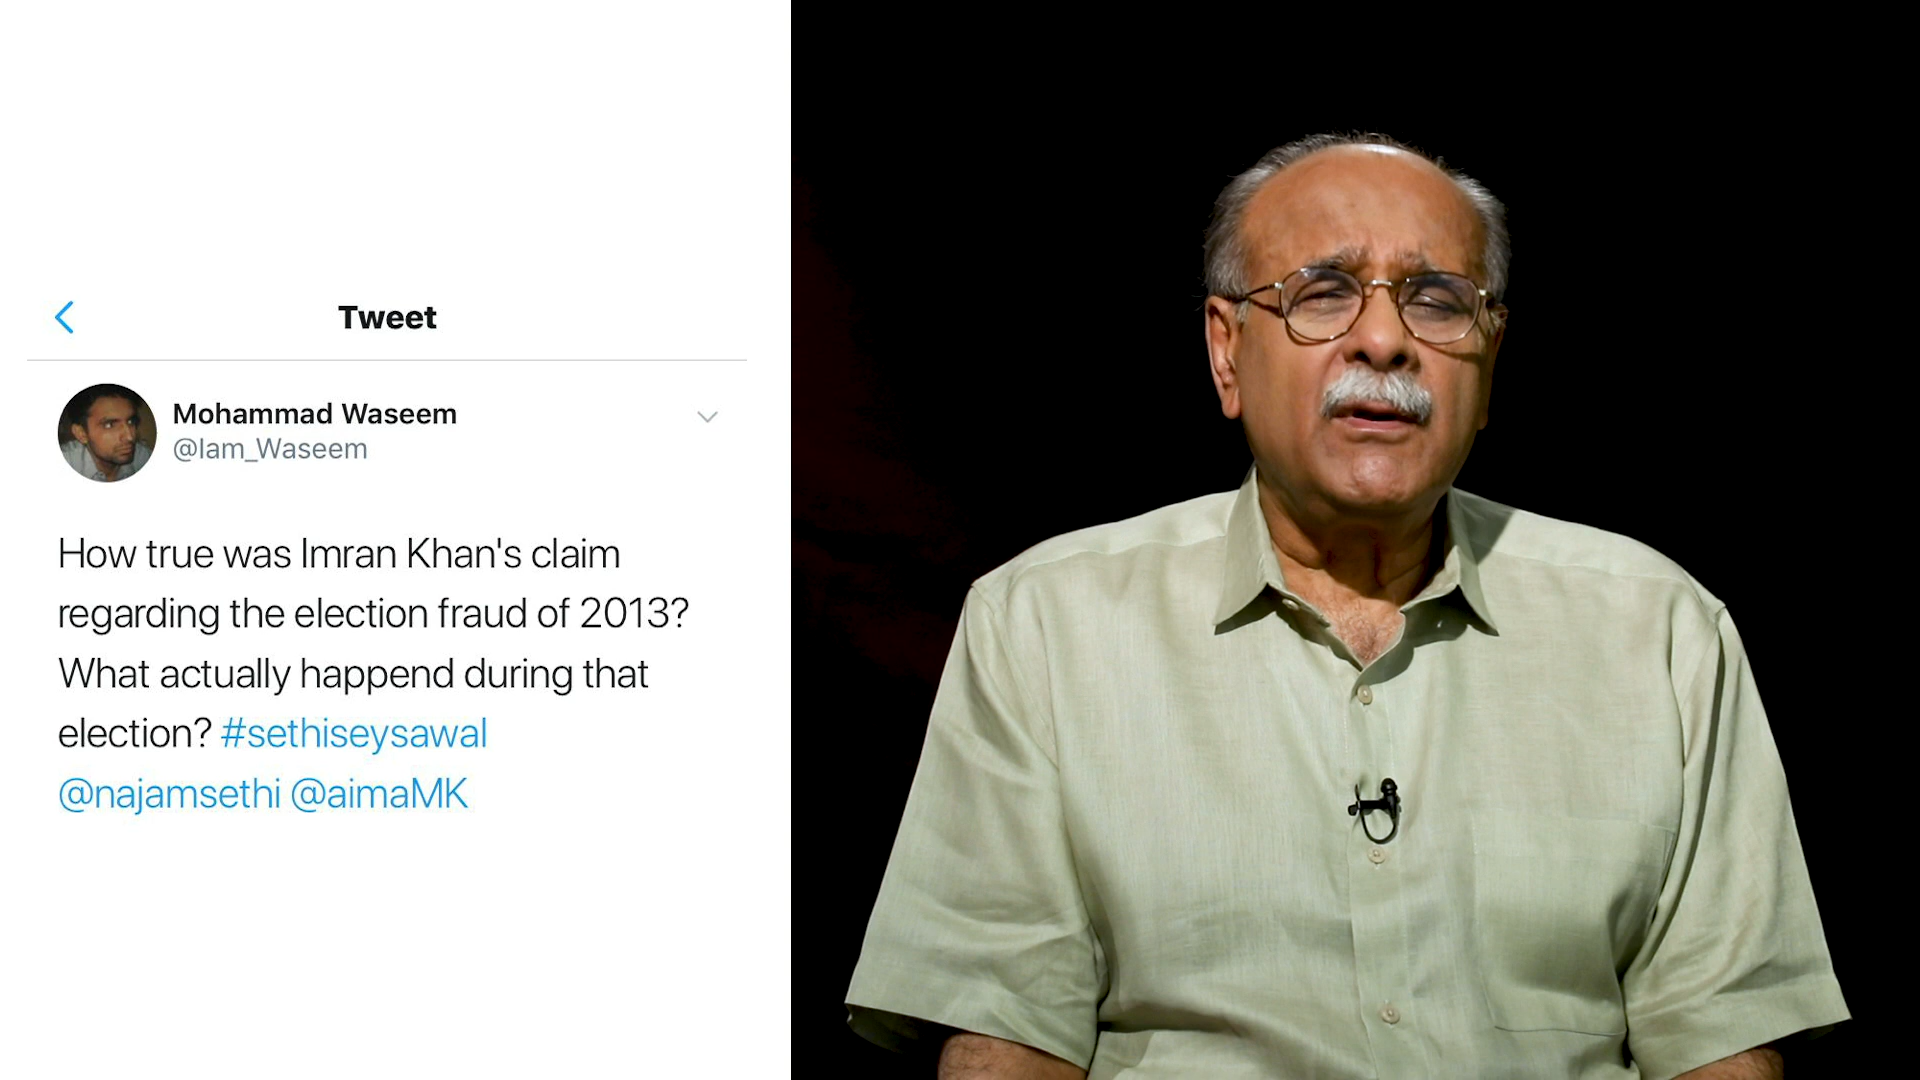 Tweet
Mohammad Waseem
@Iam_Waseem
How true was Imran Khan's claim
regarding the election fraud of 2013?
What actually happend during that
election? #sethiseysawal
@najamsethi @aimaMK